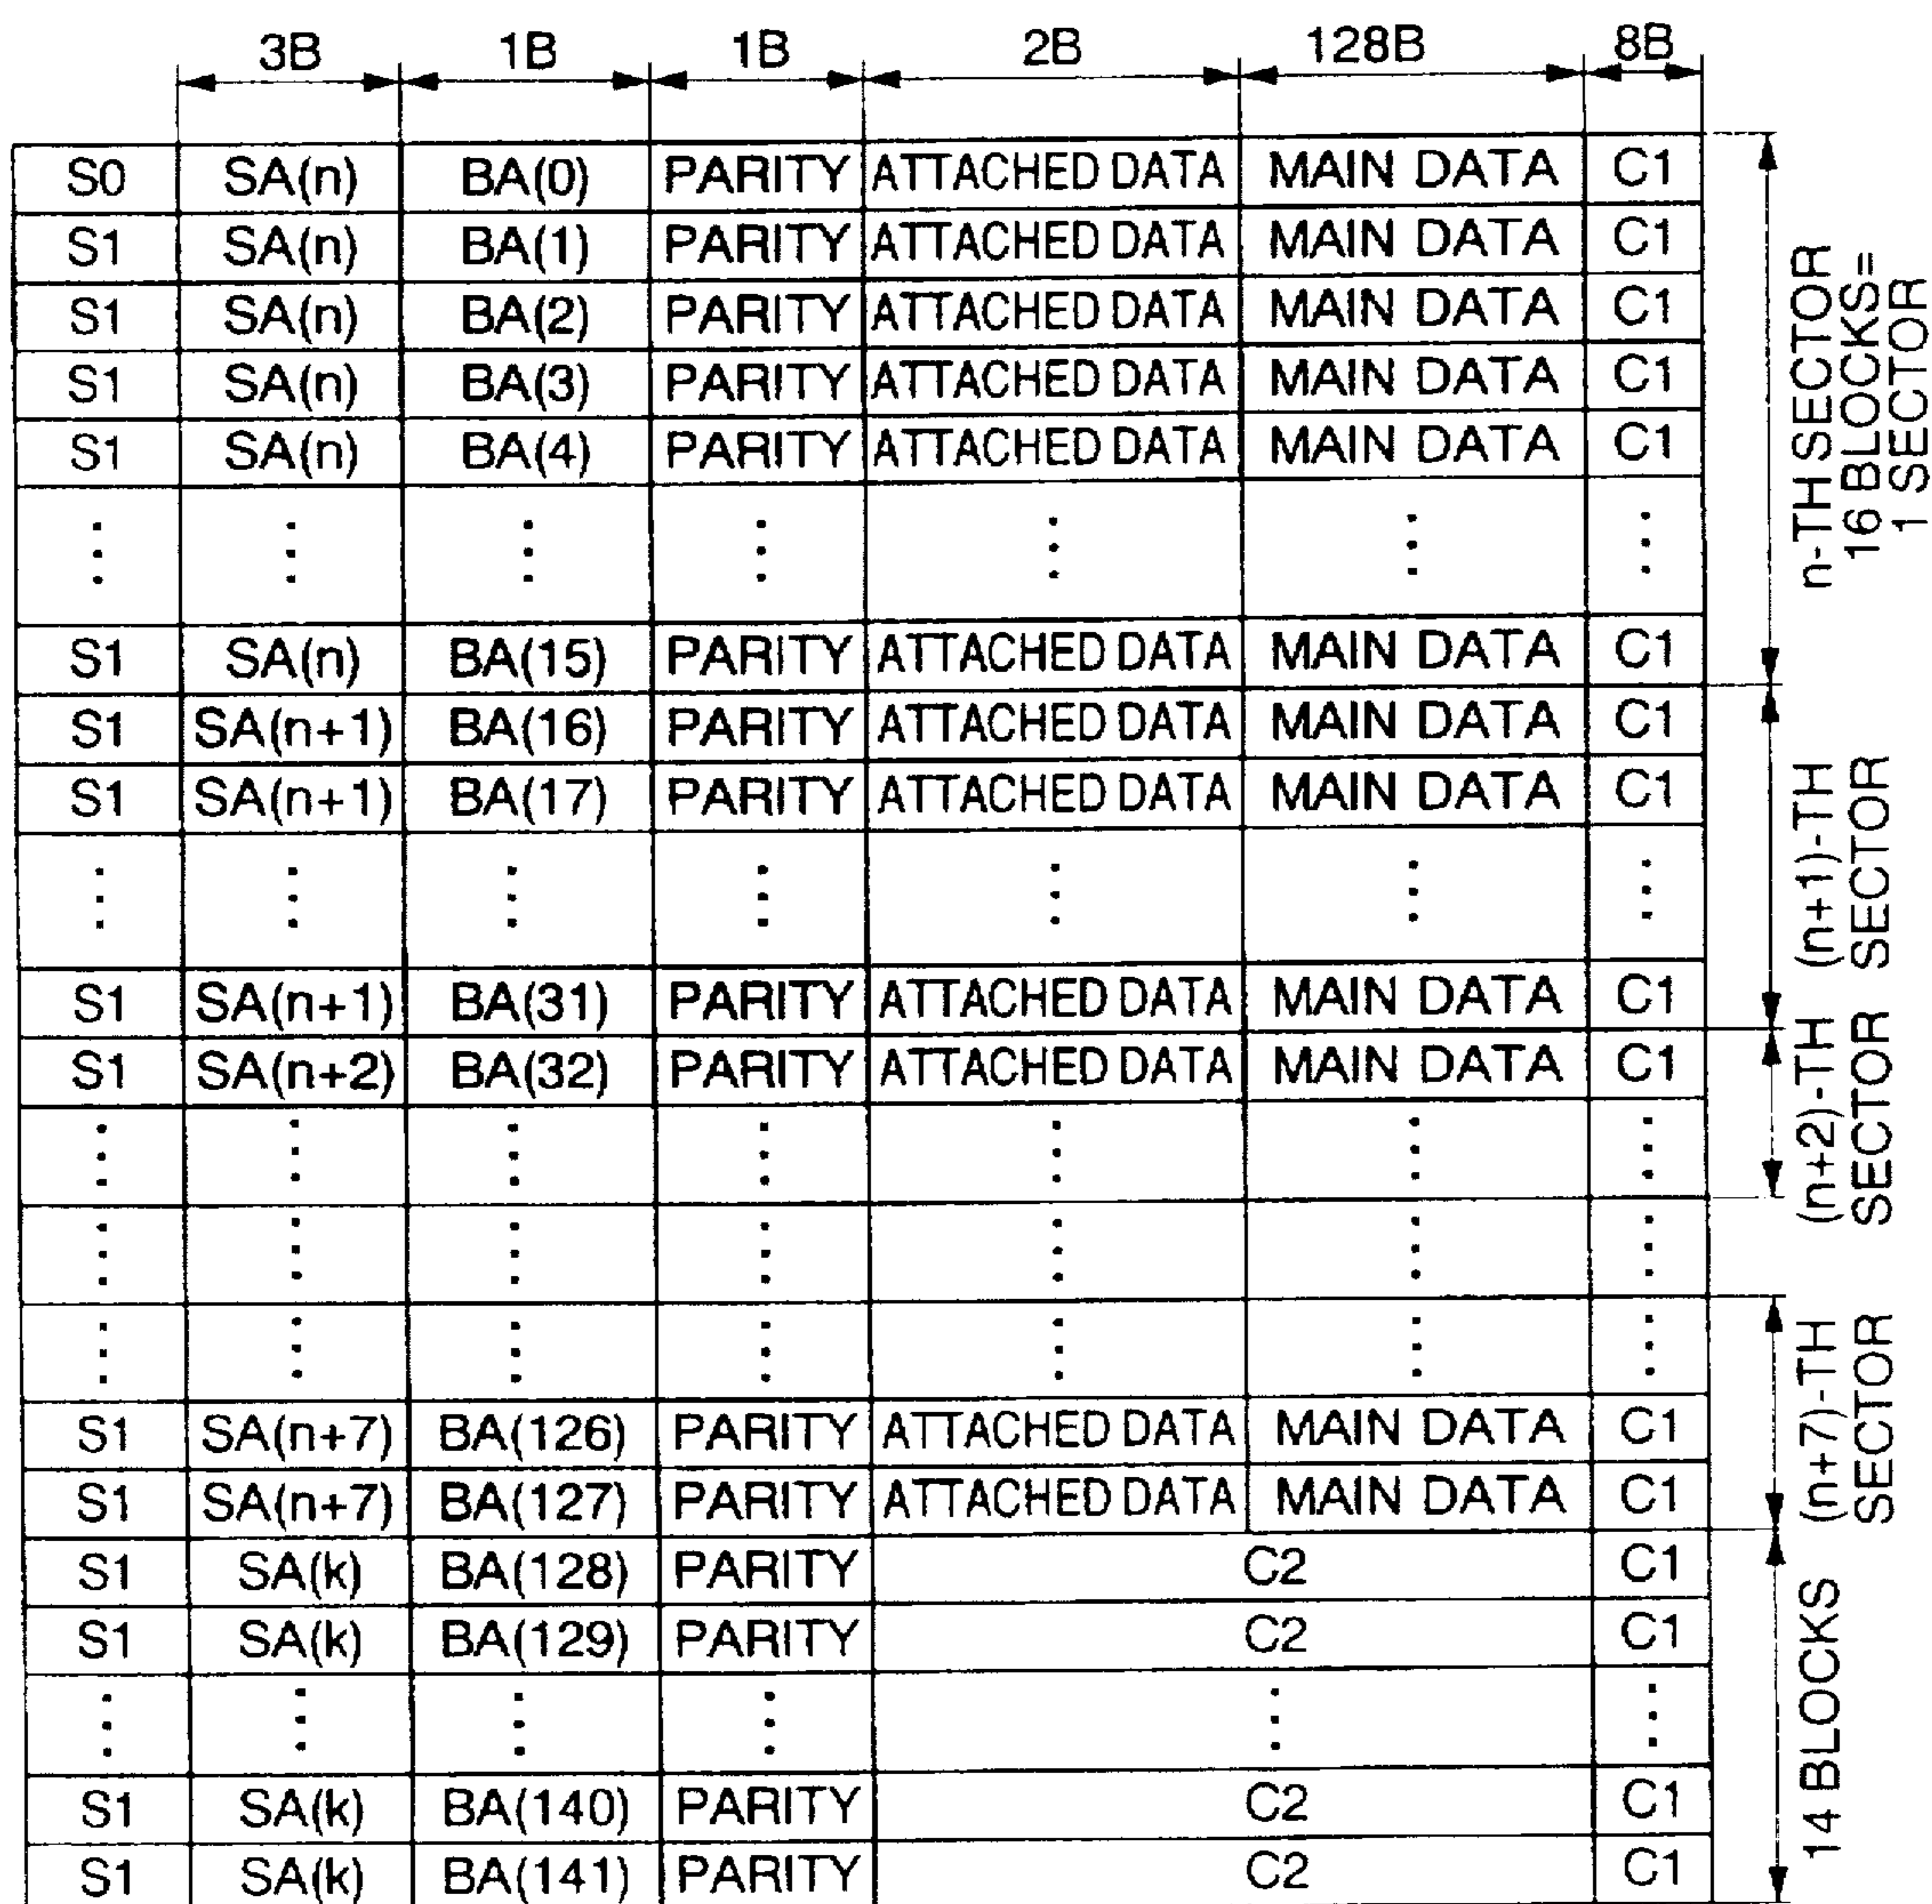 3B 1B 1B 2B 128B 8B
S0 SA(n) BA(0) PARITY ATTACHED DATA MAIN DATA C1
S1 SA(n) BA(1) PARITY ATTACHED DATA MAIN DATA C1
S1 SA(n) BA(2) PARITY ATTACHED DATA MAIN DATA C1
S1 SA(n) BA(3) PARITY ATTACHED DATA MAIN DATA C1
S1 SA(n) BA(4) PARITY ATTACHED DATA MAIN DATA C1
S1 SA(n) BA(15) PARITY ATTACHED DATA MAIN DATA C1
S1 SA(n+1) BA(16) PARITY ATTACHED DATA MAIN DATA C1
S1 SA(n+1) BA(17) PARITY ATTACHED DATA MAIN DATA C1
S1 SA(n+1) BA(31) PARITY ATTACHED DATA MAIN DATA C1
S1 SA(n+2) BA(32) PARITY ATTACHED DATA MAIN DATA C1
S1 SA(n+7) BA(126) PARITY ATTACHED DATA MAIN DATA C1
S1 SA(n+7) BA(127) PARITY ATTACHED DATA MAIN DATA C1
S1 SA(k) BA(128) PARITY C2 C1
S1 SA(k) BA(129) PARITY C2 C1
S1 SA(k) BA(140) PARITY C2 C1
S1 SA(k) BA(141) PARITY C2 C1
n-TH SECTOR
16 BLOCKS=
1 SECTOR
(n+1)-TH
SECTOR
(n+2)-TH
SECTOR
(n+7)-TH
SECTOR
14 BLOCKS